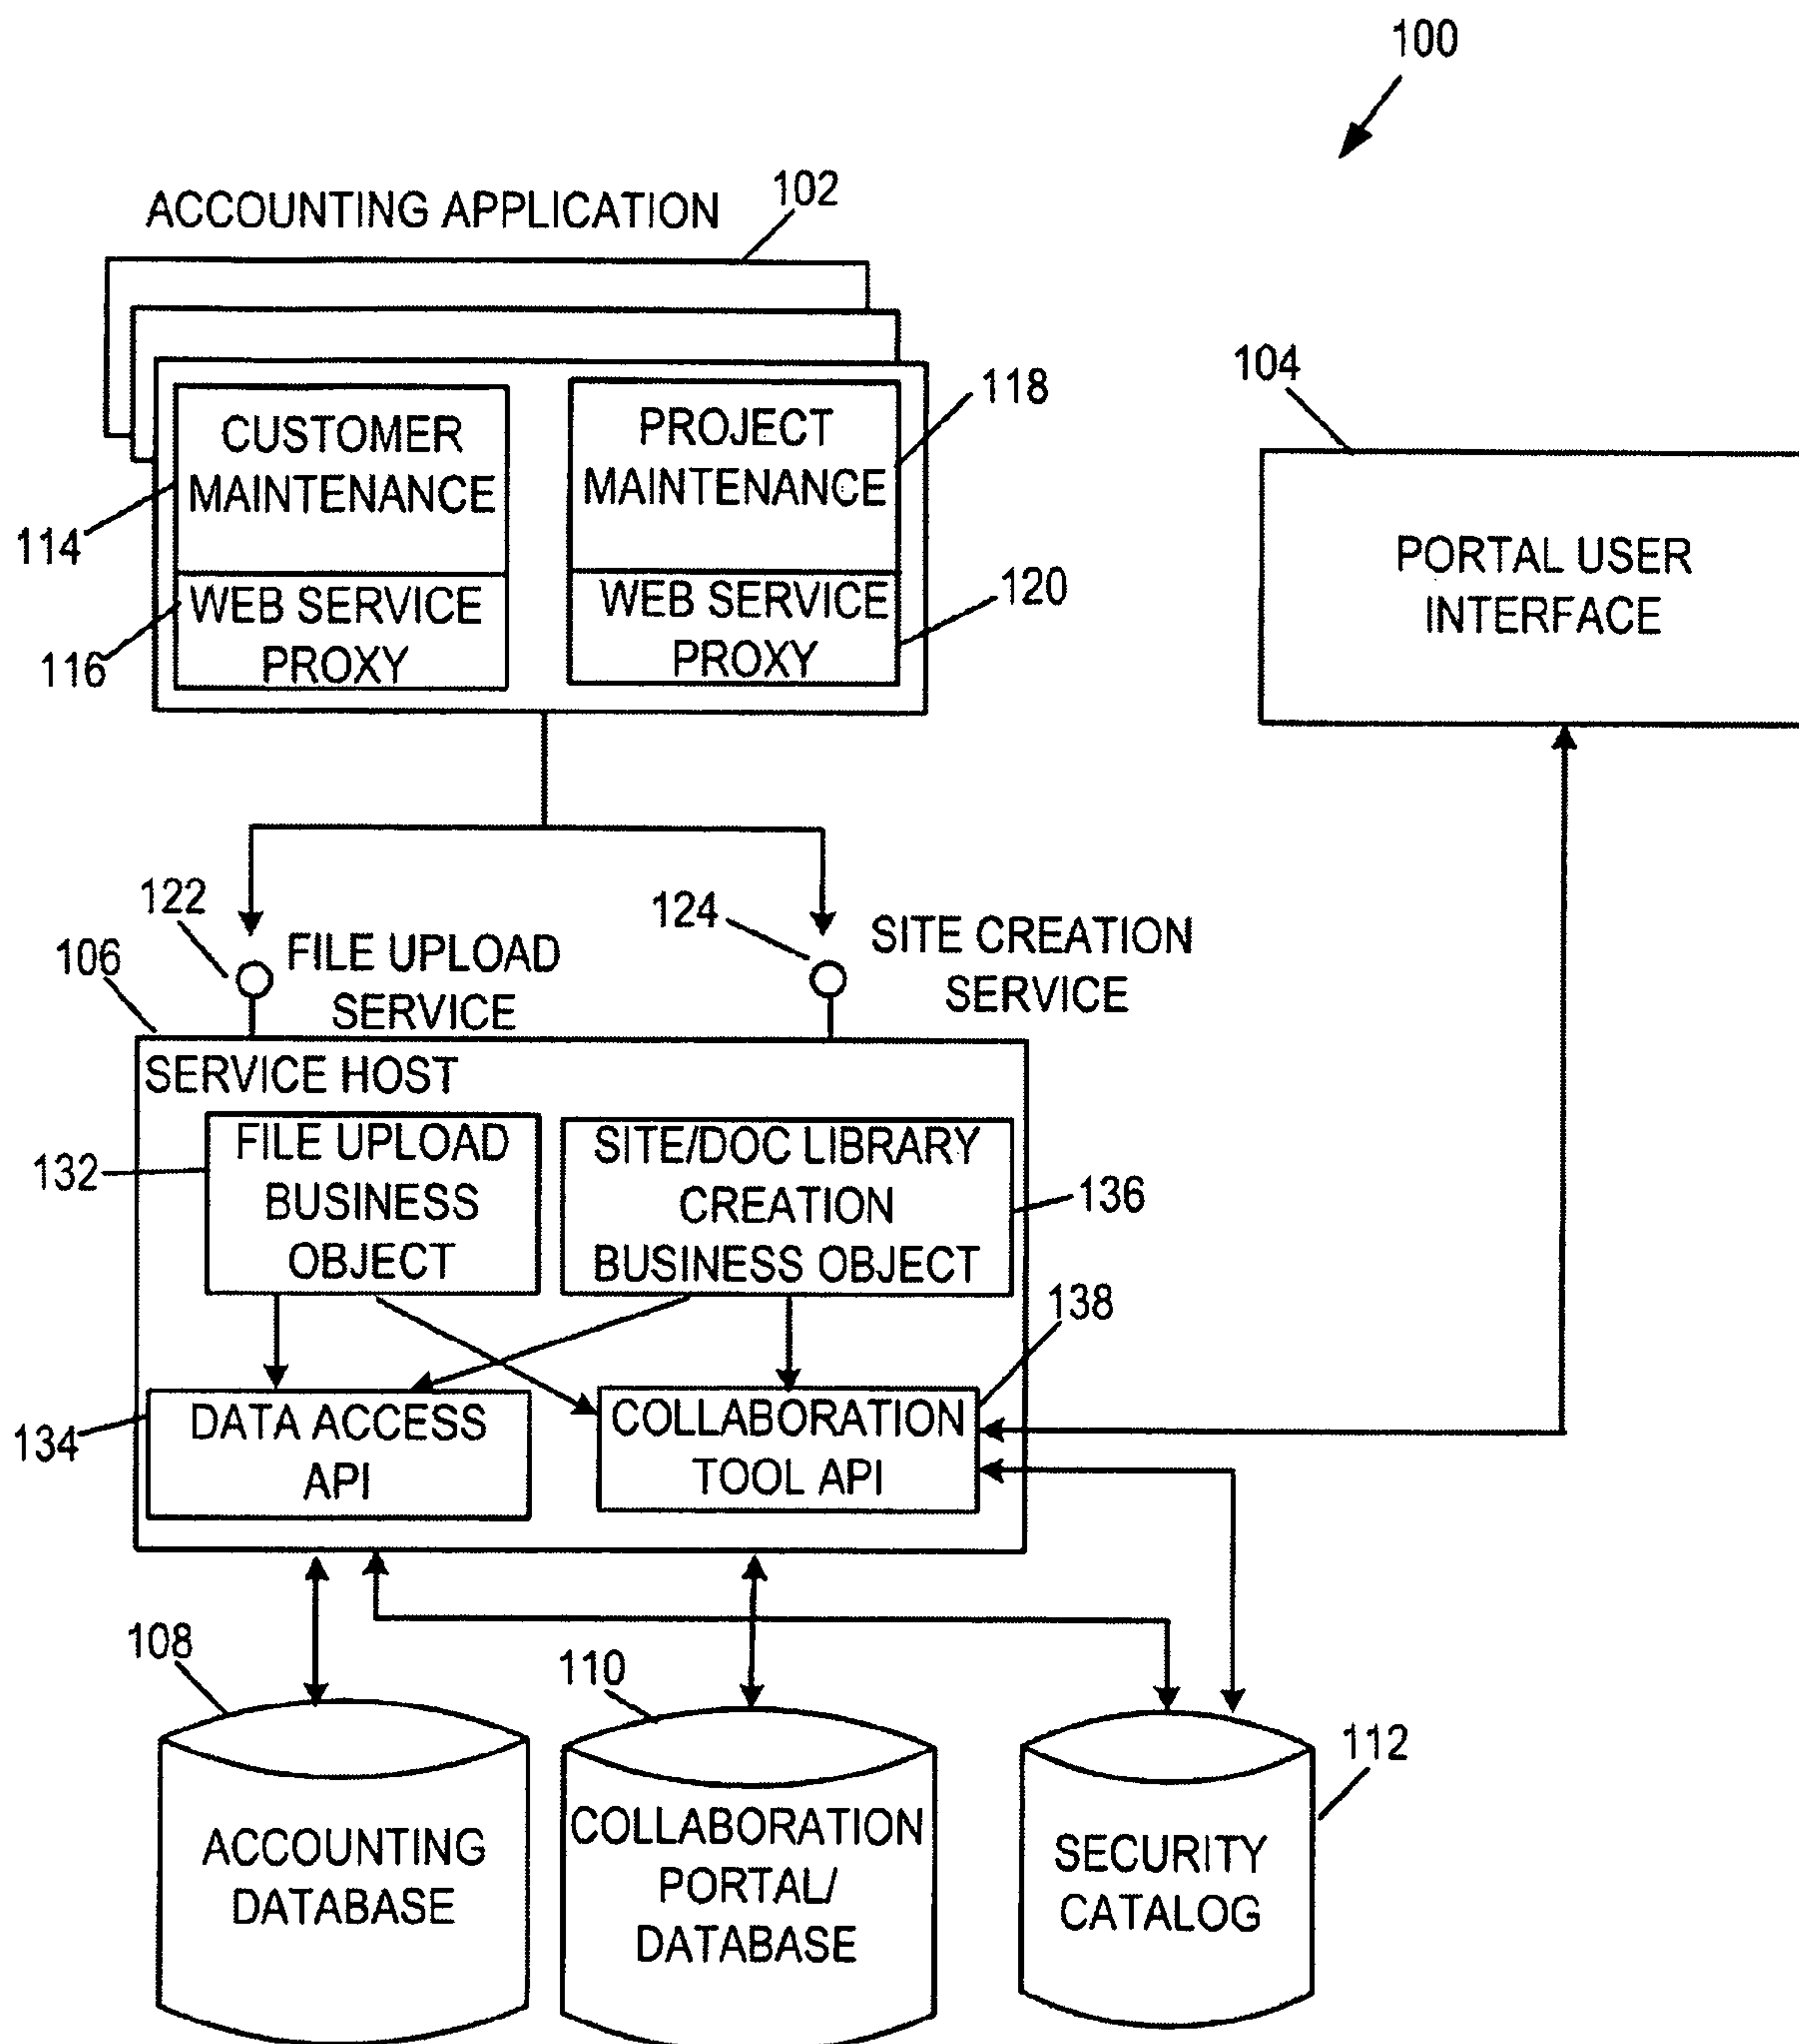 100
ACCOUNTING APPLICATION
102
CUSTOMER
MAINTENANCE
114
WEB SERVICE
PROXY
116
PROJECT
MAINTENANCE
118
WEB SERVICE
PROXY
120
104
PORTAL USER
INTERFACE
122
FILE UPLOAD
SERVICE
124
SITE CREATION
SERVICE
106
SERVICE HOST
FILE UPLOAD
BUSINESS
OBJECT
132
SITE/DOC LIBRARY
CREATION
BUSINESS OBJECT
136
138
DATA ACCESS
API
134
COLLABORATION
TOOL API
108
ACCOUNTING
DATABASE
110
COLLABORATION
PORTAL/
DATABASE
112
SECURITY
CATALOG